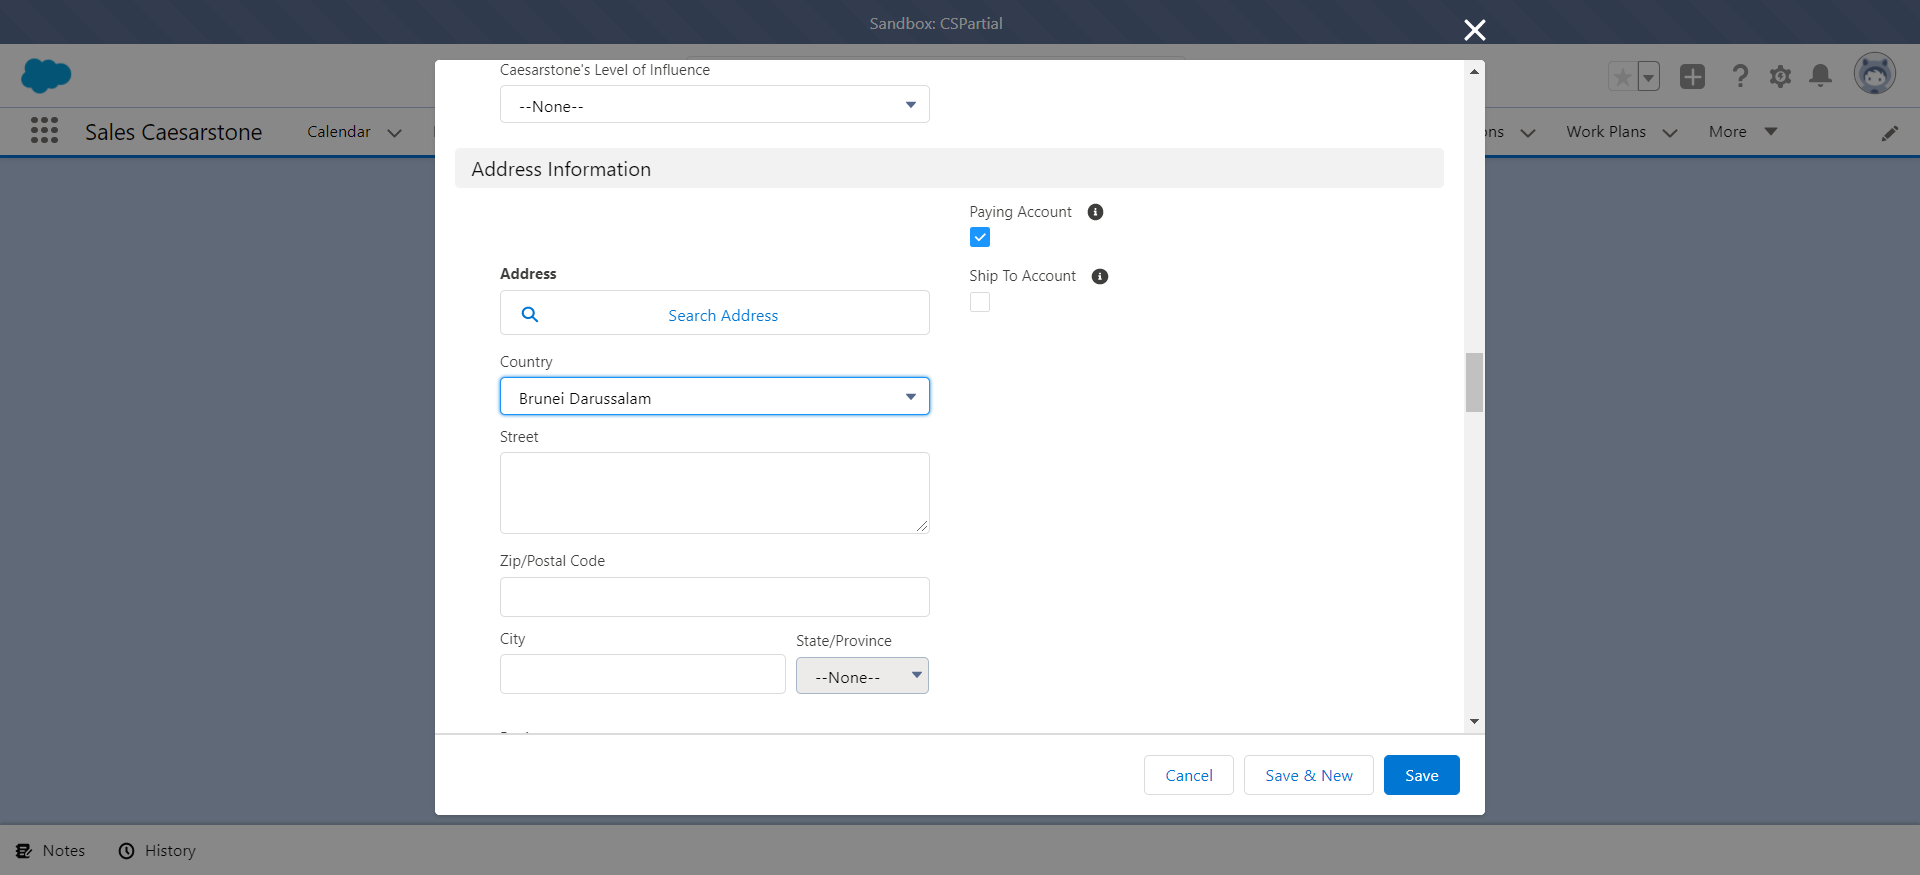 Sandbox: CSPartial
Sales Caesarstone
Calendar
Work Plans
More
Caesarstone's Level of Influence
--None--
Address Information
Paying Account
Ship To Account
Address
Search Address
Country
Brunei Darussalam
Street
Zip/Postal Code
City
State/Province
--None--
Cancel
Save & New
Save
Notes
History